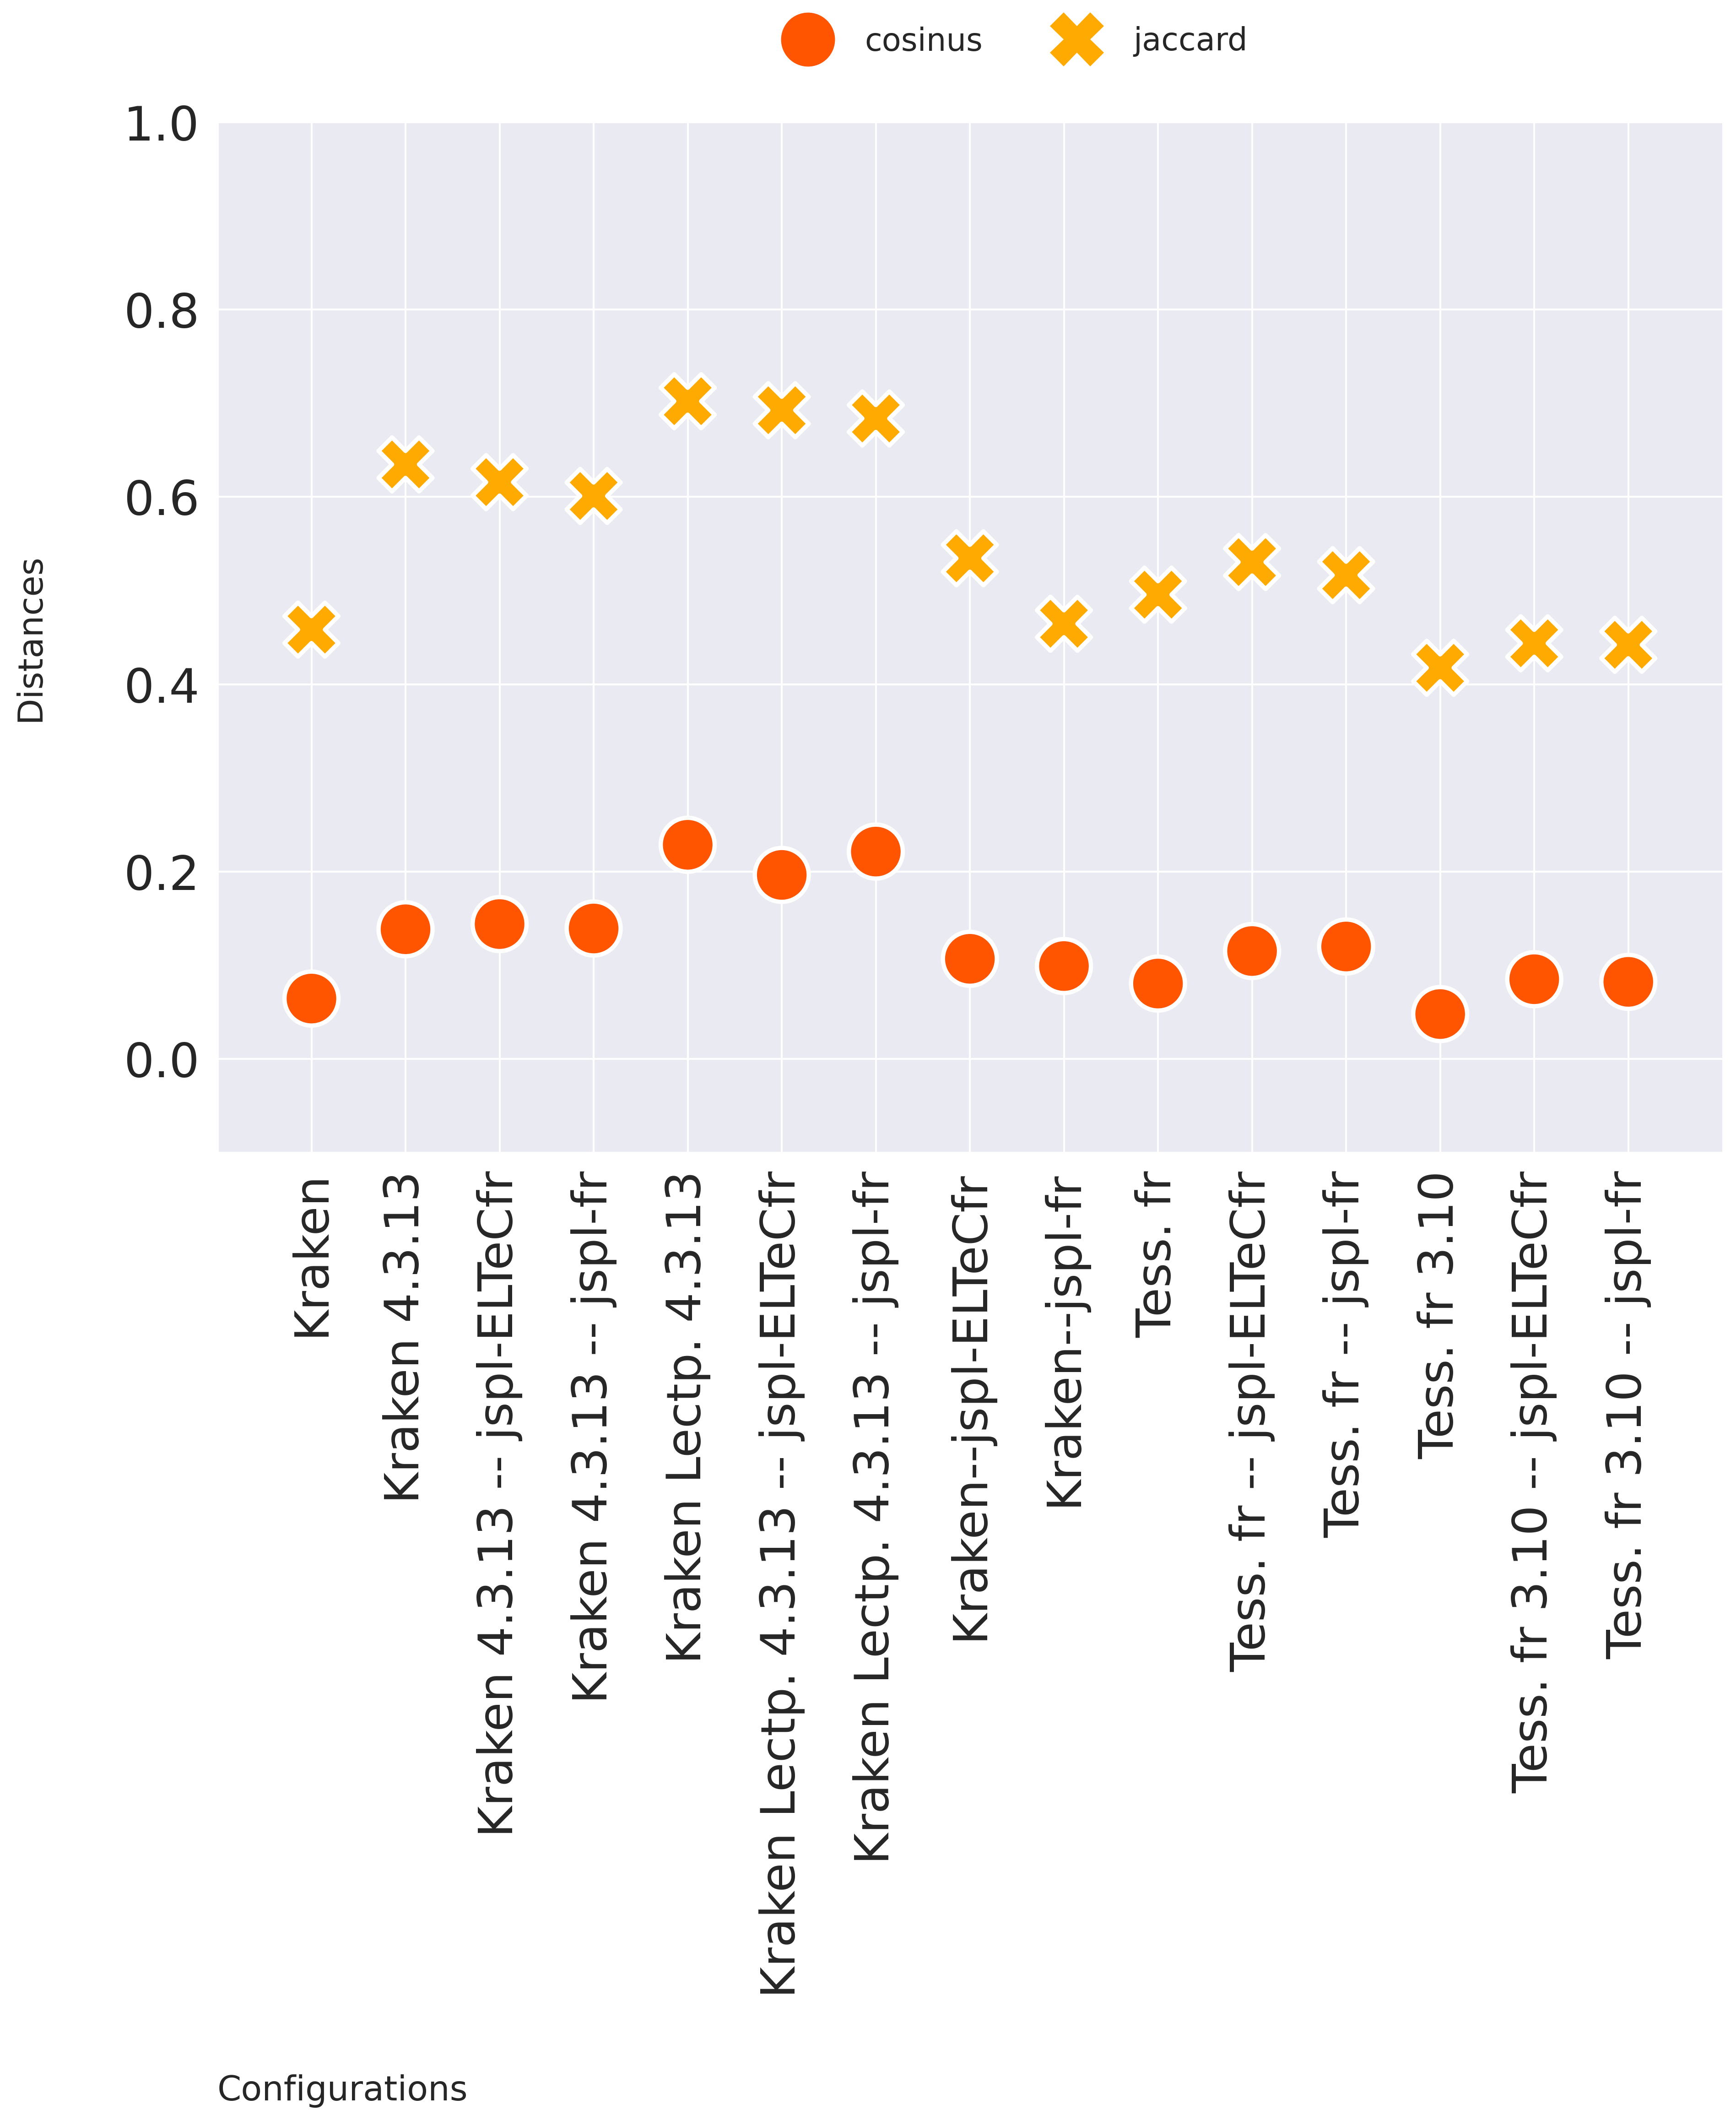 cosinus jaccard
1.0
0.8
0.6
0.4
0.2
0.0
Distances
Kraken
Kraken 4.3.13
Kraken 4.3.13 -- jspl-ELTeCfr
Kraken 4.3.13 -- jspl-fr
Kraken Lectp. 4.3.13
Kraken Lectp. 4.3.13 -- jspl-ELTeCfr
Kraken Lectp. 4.3.13 -- jspl-fr
Kraken--jspl-ELTeCfr
Kraken--jspl-fr
Tess. fr
Tess. fr -- jspl-ELTeCfr
Tess. fr -- jspl-fr
Tess. fr 3.10
Tess. fr 3.10 -- jspl-ELTeCfr
Tess. fr 3.10 -- jspl-fr
Configurations